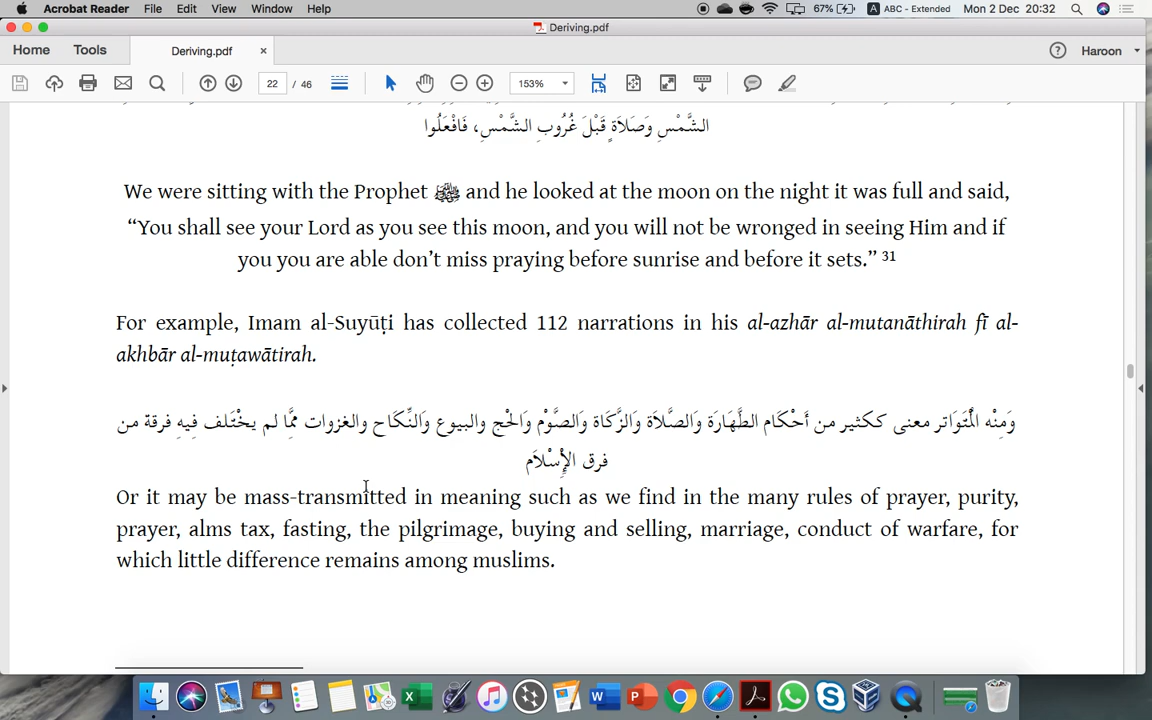 Acrobat Reader File Edit View Window Help 67% ABC - Extended Mon 2 Dec 20:32
Deriving.pdf
Home Tools Deriving.pdf × ? Haroon
22 / 46 153%
الشَّمْسِ وَصَلَاةٍ قَبْلَ غُرُوبِ الشَّمْسِ، فَافْعَلُوا
We were sitting with the Prophet ﷺ and he looked at the moon on the night it was full and said,
“You shall see your Lord as you see this moon, and you will not be wronged in seeing Him and if
you you are able don’t miss praying before sunrise and before it sets.” 31
For example, Imam al-Suyūṭi has collected 112 narrations in his al-azhār al-mutanāthirah fī al-
akhbār al-muṭawātirah.
وَمِنْه الْمُتَوَاتر معنى ككثير من أَحْكَام الطَّهَارَة وَالصَّلَاة وَالزَّكَاة وَالصَّوْم وَالْحْج والبيوع وَالنِّكَاح والغزوات مِمَّا لم يخْتَلف فِيهِ فرقة من
فرق الْإِسْلَام
Or it may be mass-transmitted in meaning such as we find in the many rules of prayer, purity,
prayer, alms tax, fasting, the pilgrimage, buying and selling, marriage, conduct of warfare, for
which little difference remains among muslims.